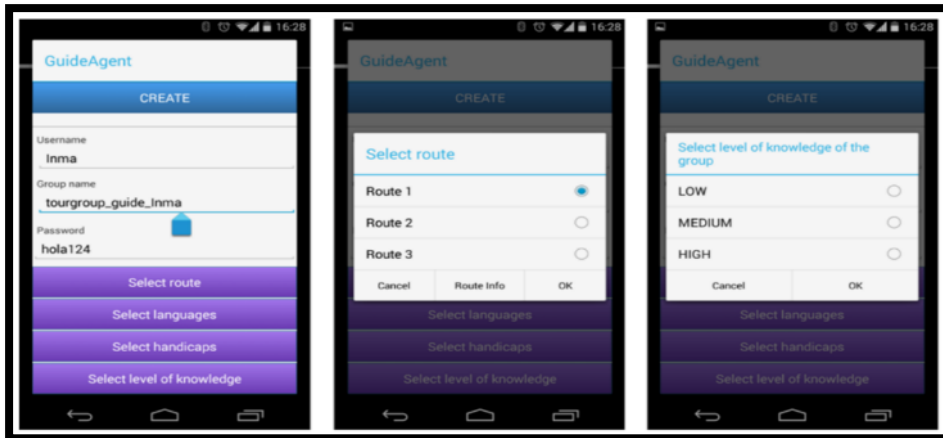 16:28
GuideAgent
CREATE
Username
Inma
Group name
tourgroup_guide_Inma
Password
hola124
Select route
Select languages
Select handicaps
Select level of knowledge
16:28
GuideAgent
CREATE
Select route
Route 1
Route 2
Route 3
Cancel Route Info OK
Select languages
Select handicaps
Select level of knowledge
16:28
GuideAgent
CREATE
Select level of knowledge of the
group
LOW
MEDIUM
HIGH
Cancel OK
Select languages
Select handicaps
Select level of knowledge